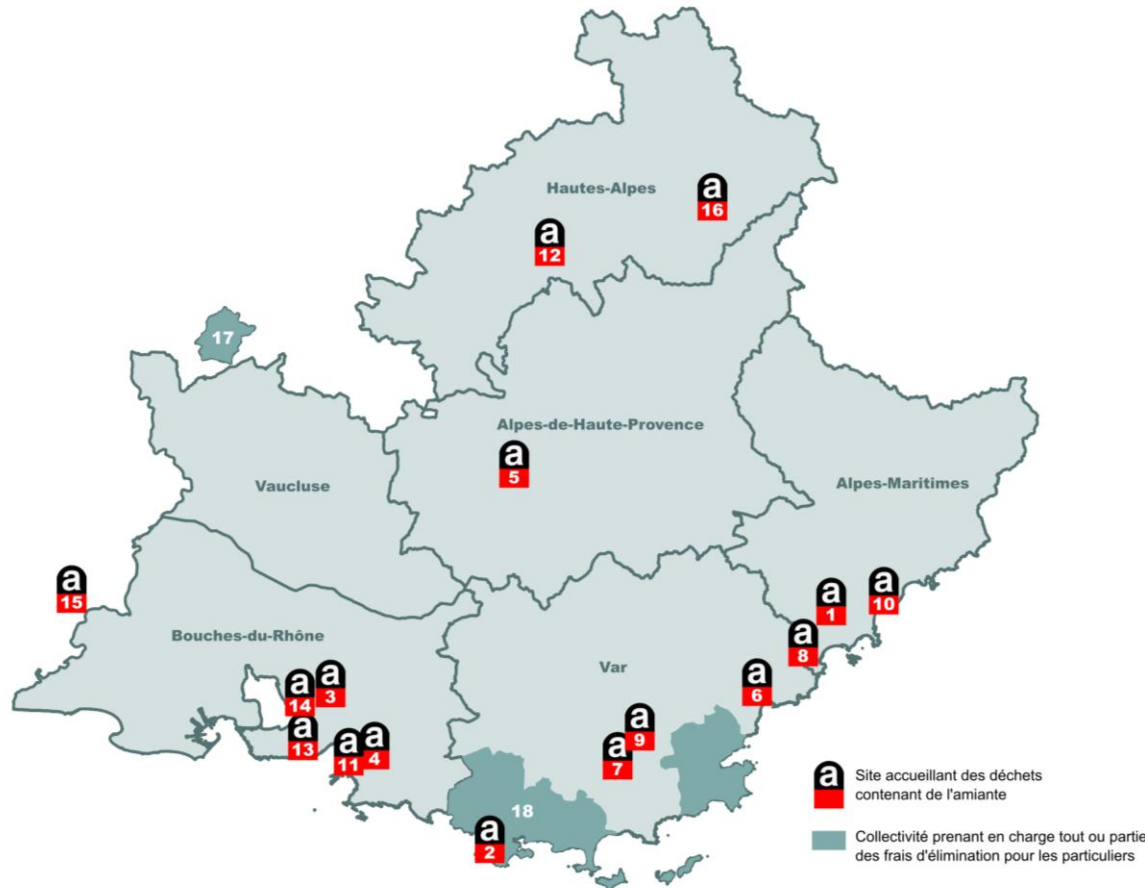 Hautes-Alpes
a
16
a
12
17
Alpes-de-Haute-Provence
a
5
Vaucluse
Alpes-Maritimes
a
15
a
10
a
1
Bouches-du-Rhône
a
8
Var
a
6
a
3
a
14
a
9
a
13
a
4
a
11
a
7
18
a
2
a
Site accueillant des déchets
contenant de l'amiante
Collectivité prenant en charge tout ou partie
des frais d'élimination pour les particuliers